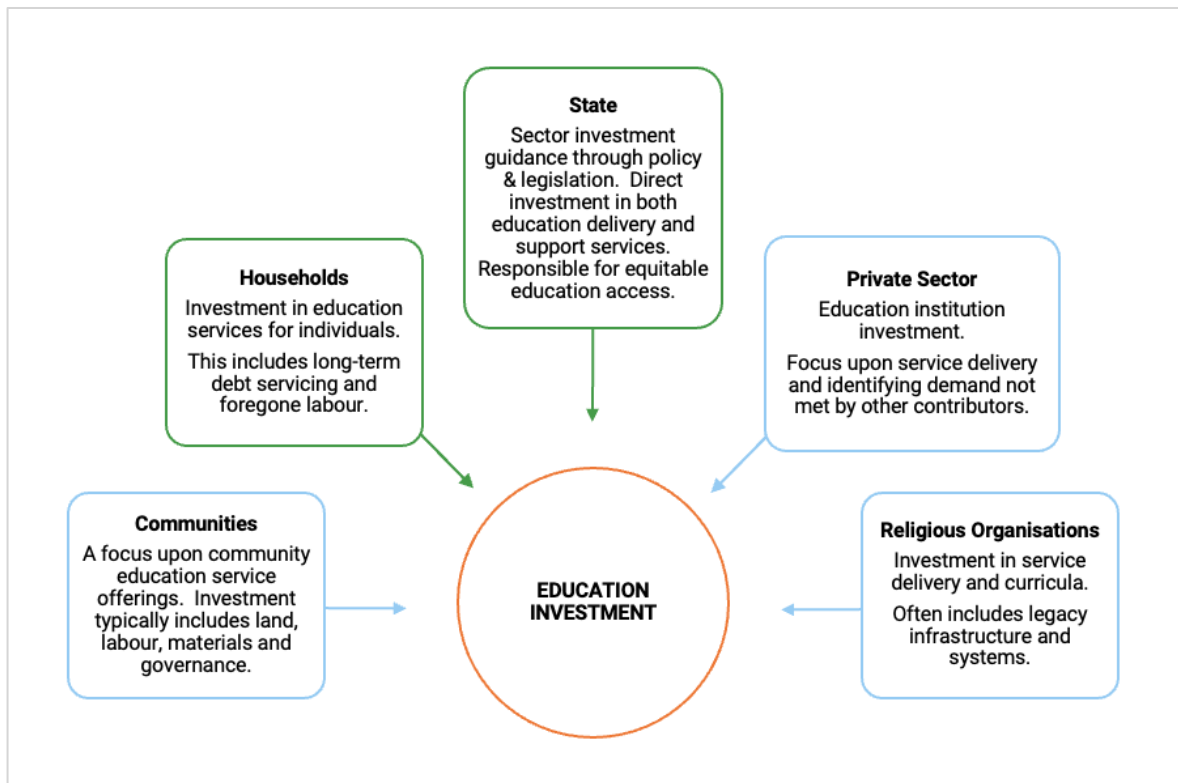 State
Sector investment
guidance through policy
& legislation.  Direct
investment in both
education delivery and
support services.
Responsible for equitable
education access.
Households
Investment in education
services for individuals.
This includes long-term
debt servicing and
foregone labour.
Private Sector
Education institution
investment.
Focus upon service delivery
and identifying demand not
met by other contributors.
Communities
A focus upon community
education service
offerings.  Investment
typically includes land,
labour, materials and
governance.
EDUCATION
INVESTMENT
Religious Organisations
Investment in service
delivery and curricula.
Often includes legacy
infrastructure and
systems.